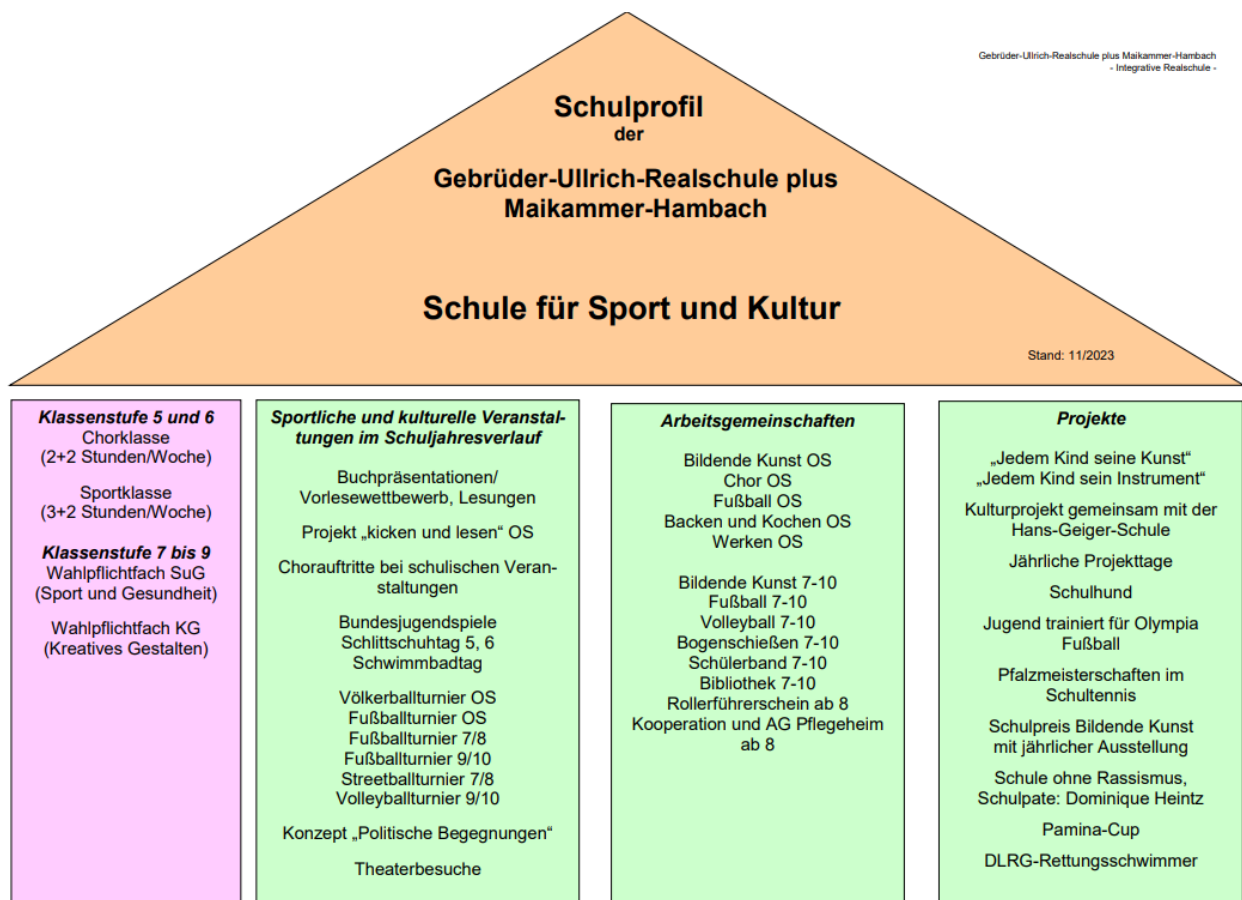 Gebrüder-Ullrich-Realschule plus Maikammer-Hambach
- Integrative Realschule -
Schulprofil
der
Gebrüder-Ullrich-Realschule plus
Maikammer-Hambach
Schule für Sport und Kultur
Stand: 11/2023
Klassenstufe 5 und 6
Chorklasse
(2+2 Stunden/Woche)
Sportklasse
(3+2 Stunden/Woche)
Klassenstufe 7 bis 9
Wahlpflichtfach SuG
(Sport und Gesundheit)
Wahlpflichtfach KG
(Kreatives Gestalten)
Sportliche und kulturelle Veranstal-
tungen im Schuljahresverlauf
Buchpräsentationen/
Vorlesewettbewerb, Lesungen
Projekt „kicken und lesen“ OS
Chorauftritte bei schulischen Veran-
staltungen
Bundesjugendspiele
Schlittschuhtag 5, 6
Schwimmbadtag
Völkerballturnier OS
Fußballturnier OS
Fußballturnier 7/8
Fußballturnier 9/10
Streetballturnier 7/8
Volleyballturnier 9/10
Konzept „Politische Begegnungen“
Theaterbesuche
Arbeitsgemeinschaften
Bildende Kunst OS
Chor OS
Fußball OS
Backen und Kochen OS
Werken OS
Bildende Kunst 7-10
Fußball 7-10
Volleyball 7-10
Bogenschießen 7-10
Schülerband 7-10
Bibliothek 7-10
Rollerführerschein ab 8
Kooperation und AG Pflegeheim
ab 8
Projekte
„Jedem Kind seine Kunst“
„Jedem Kind sein Instrument“
Kulturprojekt gemeinsam mit der
Hans-Geiger-Schule
Jährliche Projekttage
Schulhund
Jugend trainiert für Olympia
Fußball
Pfalzmeisterschaften im
Schultennis
Schulpreis Bildende Kunst
mit jährlicher Ausstellung
Schule ohne Rassismus,
Schulpate: Dominique Heintz
Pamina-Cup
DLRG-Rettungsschwimmer